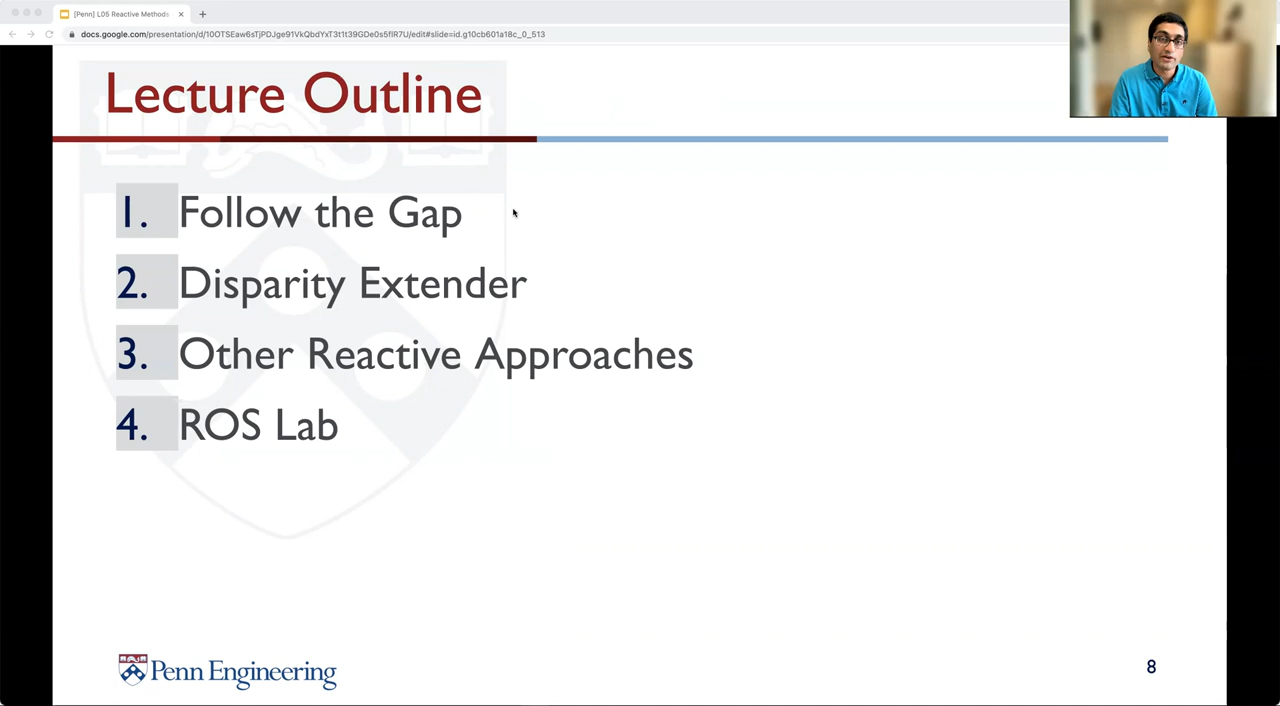 [Penn] L05 Reactive Methods
docs.google.com/presentation/d/10OTSEaw6sTjPDJge91VkQbdYxT3t1t39GDe0s5flR7U/edit#slide=id.g10cb601a18c_0_513
Lecture Outline
1. Follow the Gap
2. Disparity Extender
3. Other Reactive Approaches
4. ROS Lab
Penn Engineering
8